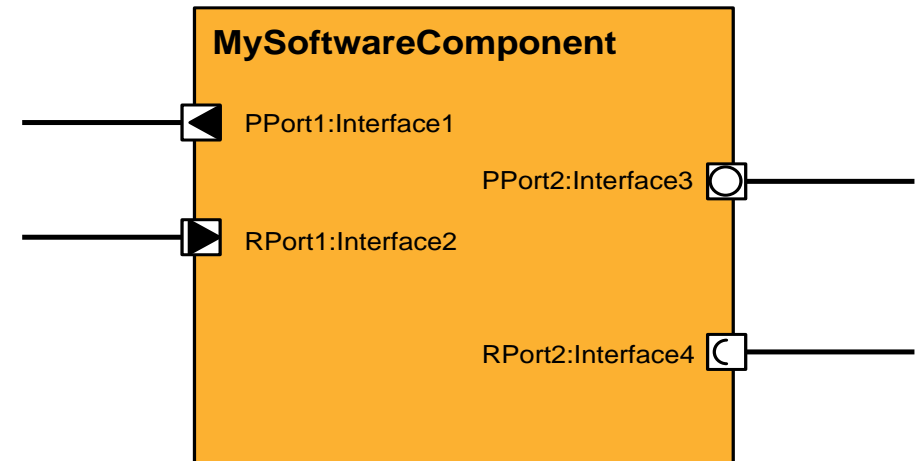 MySoftwareComponent
PPort1:Interface1
PPort2:Interface3
RPort1:Interface2
RPort2:Interface4